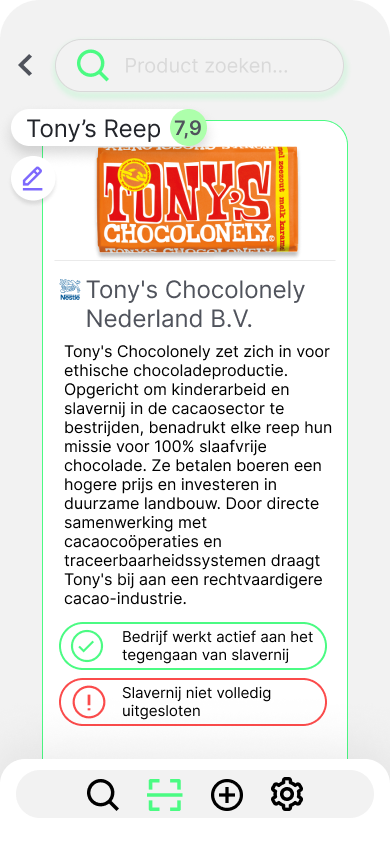 Product zoeken...
Tony's Reep 7,9
TONY'S
CHOCOLONELY
zeezout melk karamel
Nestlé
Tony's Chocolonely
Nederland B.V.
Tony's Chocolonely zet zich in voor
ethische chocoladeproductie.
Opgericht om kinderarbeid en
slavernij in de cacaosector te
bestrijden, benadrukt elke reep hun
missie voor 100% slaafvrije
chocolade. Ze betalen boeren een
hogere prijs en investeren in
duurzame landbouw. Door directe
samenwerking met
cacaocoöperaties en
traceerbaarheidssystemen draagt
Tony's bij aan een rechtvaardigere
cacao-industrie.
Bedrijf werkt actief aan het
tegengaan van slavernij
Slavernij niet volledig
uitgesloten